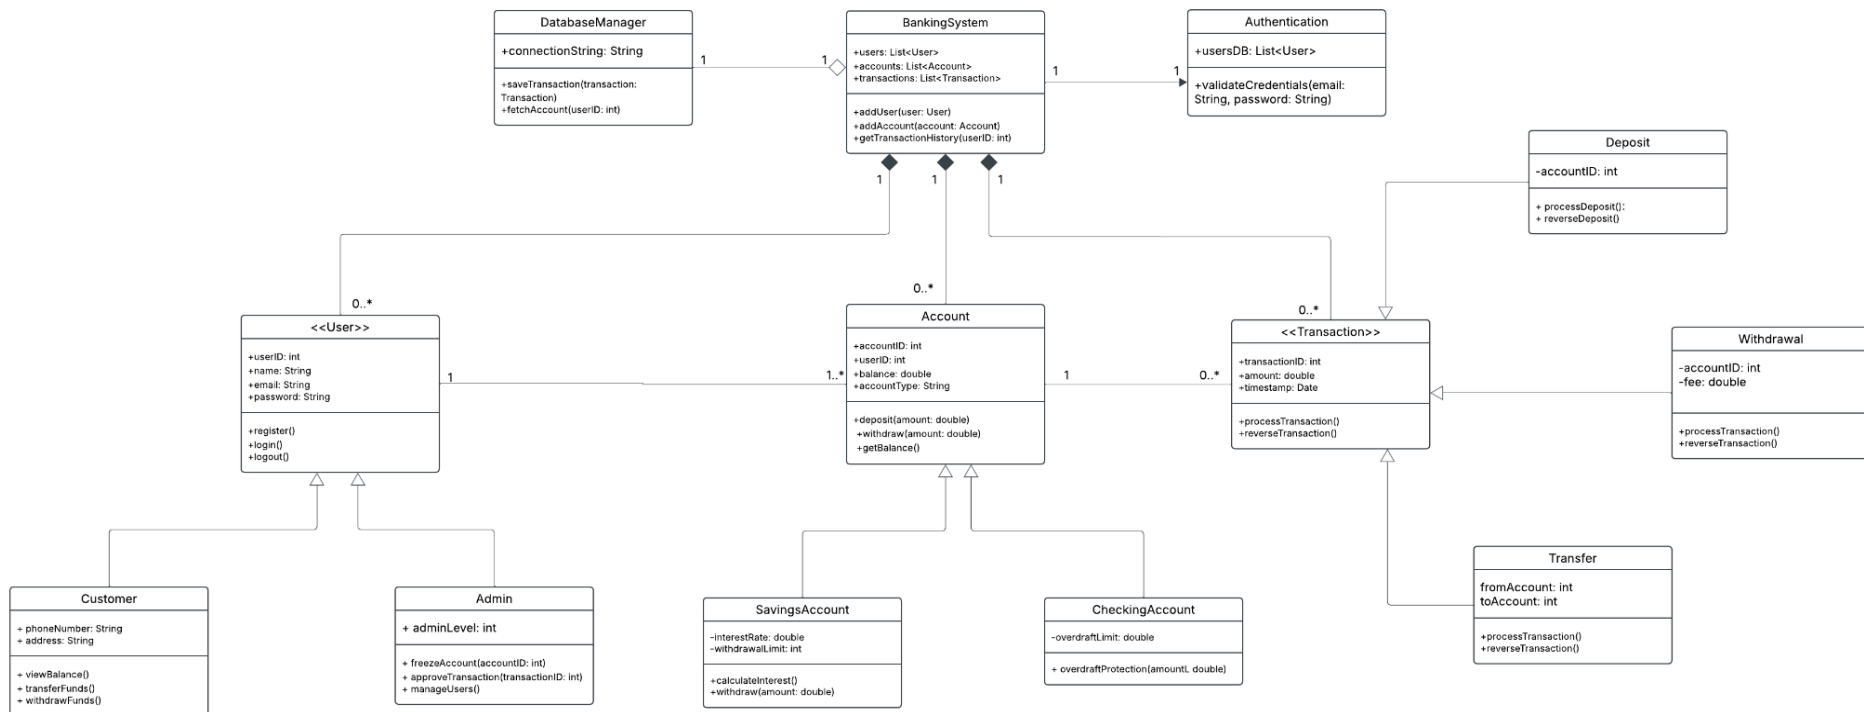 DatabaseManager
+connectionString: String
+saveTransaction(transaction:
Transaction)
+fetchAccount(userID: int)
1
1
BankingSystem
+users: List<User>
+accounts: List<Account>
+transactions: List<Transaction>
+addUser(user: User)
+addAccount(account: Account)
+getTransactionHistory(userID: int)
1
1
Authentication
+usersDB: List<User>
+validateCredentials(email:
String, password: String)
1
1
1
Deposit
-accountID: int
+ processDeposit():
+ reverseDeposit()
0..*
0..*
0..*
<<User>>
+userID: int
+name: String
+email: String
+password: String
+register()
+login()
+logout()
1
1..*
Account
+accountID: int
+userID: int
+balance: double
+accountType: String
+deposit(amount: double)
+withdraw(amount: double)
+getBalance()
1
0..*
<<Transaction>>
+transactionID: int
+amount: double
+timestamp: Date
+processTransaction()
+reverseTransaction()
Withdrawal
-accountID: int
-fee: double
+processTransaction()
+reverseTransaction()
Customer
+ phoneNumber: String
+ address: String
+ viewBalance()
+ transferFunds()
+ withdrawFunds()
Admin
+ adminLevel: int
+ freezeAccount(accountID: int)
+ approveTransaction(transactionID: int)
+ manageUsers()
SavingsAccount
-interestRate: double
-withdrawalLimit: int
+calculateInterest()
+withdraw(amount: double)
CheckingAccount
-overdraftLimit: double
+ overdraftProtection(amountL double)
Transfer
fromAccount: int
toAccount: int
+processTransaction()
+reverseTransaction()